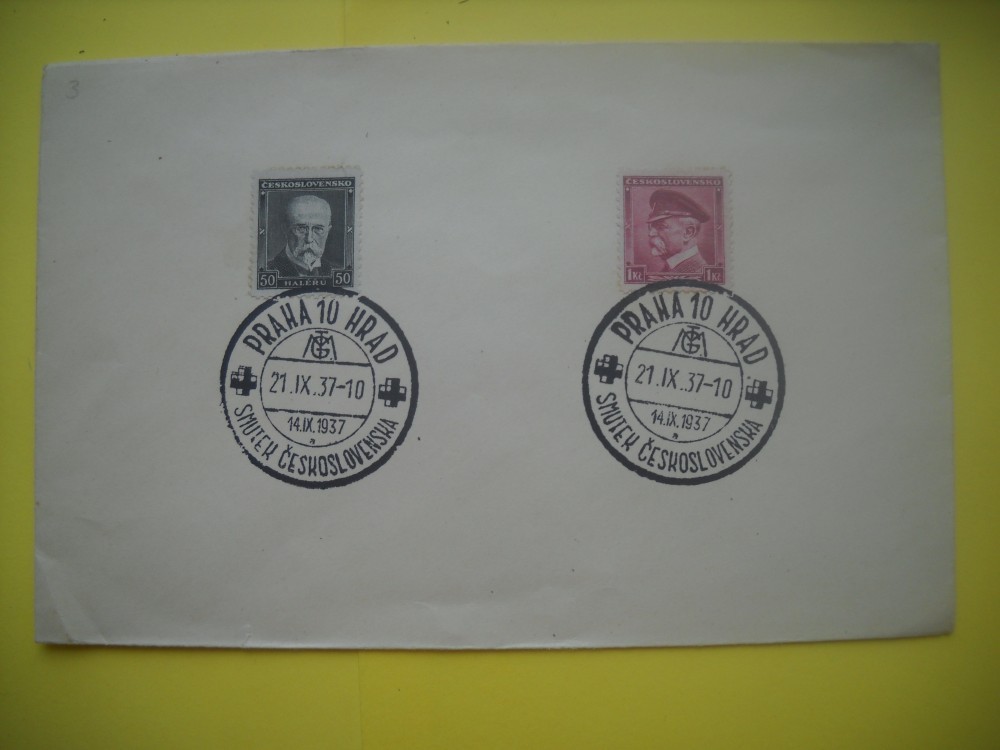 3
ČESKOSLOVENSKO
50 50
HALÉŘŮ
PRAHA 10 HRAD
TGM
21.IX.37-10
14.IX.1937
a
SMUTEK ČESKOSLOVENSKA
ČESKOSLOVENSKO
1Kč 1Kč
PRAHA 10 HRAD
TGM
21.IX.37-10
14.IX.1937
a
SMUTEK ČESKOSLOVENSKA